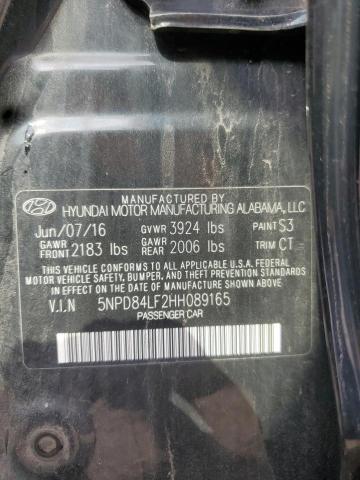 MANUFACTURED BY
HYUNDAI MOTOR MANUFACTURING ALABAMA, LLC
Jun/07/16 GVWR 3924 lbs PAINT S3
GAWR FRONT 2183 lbs GAWR REAR 2006 lbs TRIM CT
THIS VEHICLE CONFORMS TO ALL APPLICABLE U.S.A. FEDERAL
MOTOR VEHICLE SAFETY, BUMPER, AND THEFT PREVENTION
STANDARDS IN EFFECT ON THE DATE OF MANUFACTURE SHOWN ABOVE.
V.I.N 5NPD84LF2HH089165
PASSENGER CAR